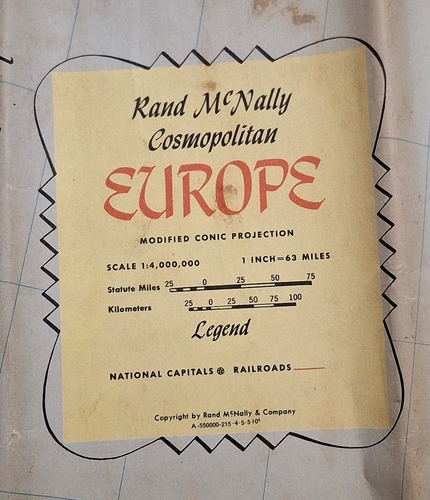 Rand McNally
Cosmopolitan
EUROPE
MODIFIED CONIC PROJECTION
SCALE 1:4,000,000 1 INCH=63 MILES
Statute Miles 25 0 25 50 75
Kilometers 25 0 25 50 75 100
Legend
NATIONAL CAPITALS RAILROADS
Copyright by Rand McNally & Company